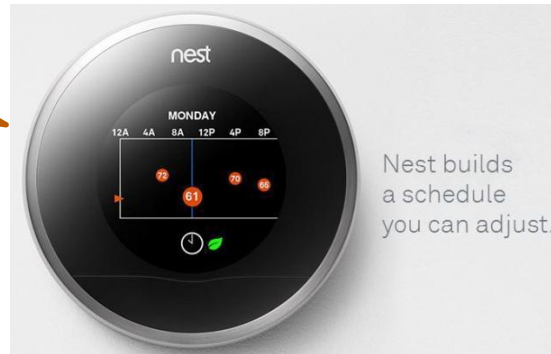 nest
MONDAY
12A 4A 8A 12P 4P 8P
72
61
70
66
Nest builds
a schedule
you can adjust.